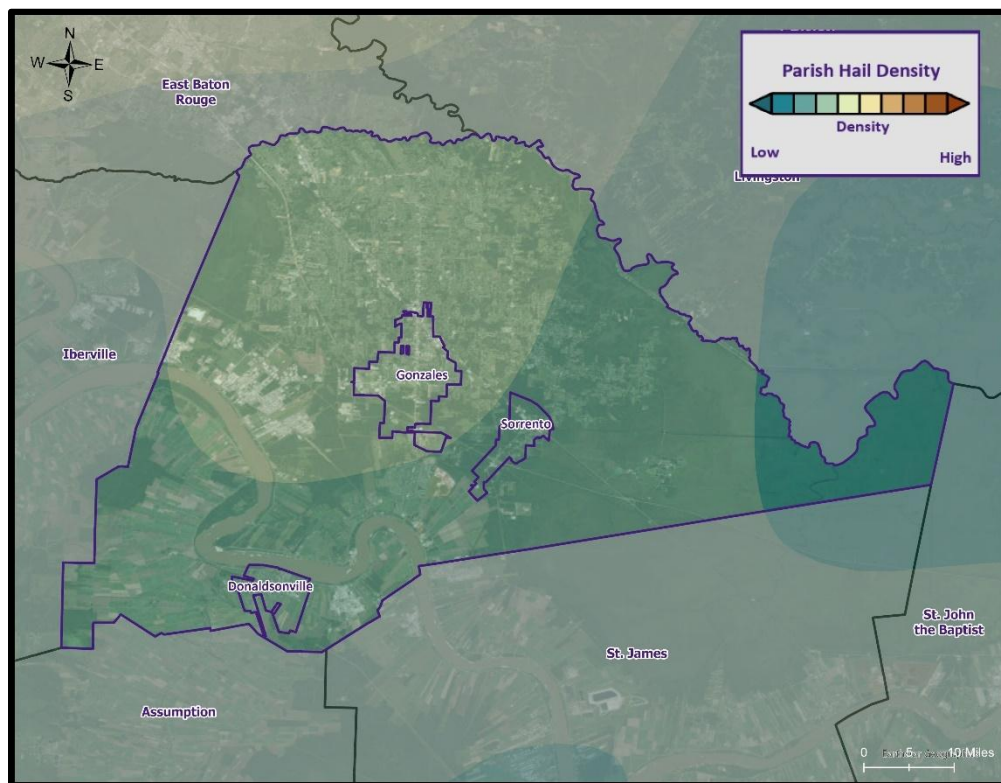 N
W E
S
East Baton
Rouge
Parish Hail Density
Density
Low
High
Livingston
Iberville
Gonzales
Sorrento
Donaldsonville
St. John
the Baptist
St. James
Assumption
0 5 10 Miles